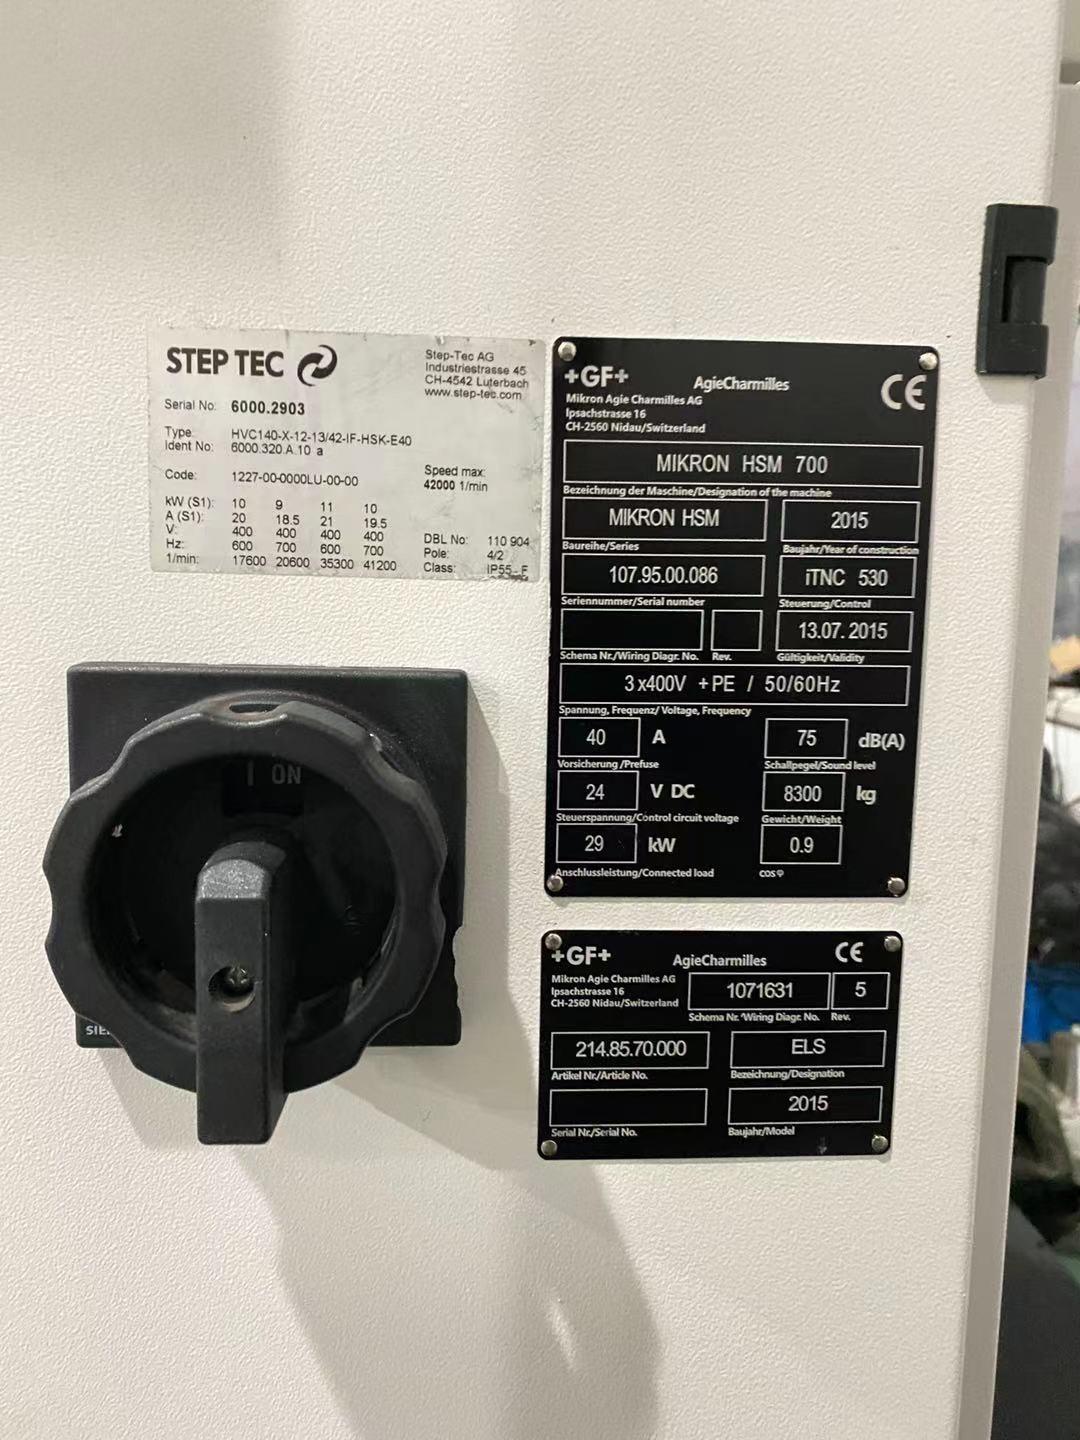 STEP TEC
Step-Tec AG
Industriestrasse 45
CH-4542 Luterbach
www.step-tec.com
Serial No: 6000.2903
Type: HVC140-X-12-13/42-IF-HSK-E40
Ident No: 6000.320.A.10 a
Code: 1227-00-0000LU-00-00
Speed max:
42000 1/min
kW (S1): 10 9 11 10
A (S1): 20 18.5 21 19.5
V: 400 400 400 400
Hz: 600 700 600 700
1/min: 17600 20600 35300 41200
DBL No: 110 904
Pole: 4/2
Class: IP55 - F
+GF+ AgieCharmilles CE
Mikron Agie Charmilles AG
Ipsachstrasse 16
CH-2560 Nidau/Switzerland
MIKRON HSM 700
Bezeichnung der Maschine/Designation of the machine
MIKRON HSM 2015
Baureihe/Series Baujahr/Year of construction
107.95.00.086 iTNC 530
Seriennummer/Serial number Steuerung/Control
13.07.2015
Schema Nr./Wiring Diagr. No. Rev. Gültigkeit/Validity
3x400V +PE / 50/60Hz
Spannung, Frequenz/ Voltage, Frequency
40 A 75 dB(A)
Vorsicherung /Prefuse Schallpegel/Sound level
24 V DC 8300 kg
Steuerspannung/Control circuit voltage Gewicht/Weight
29 kW 0.9
Anschlussleistung/Connected load cos φ
I ON
+GF+ AgieCharmilles CE
Mikron Agie Charmilles AG
Ipsachstrasse 16
CH-2560 Nidau/Switzerland
1071631 5
Schema Nr. Wiring Diagr. No. Rev.
214.85.70.000 ELS
Artikel Nr./Article No. Bezeichnung/Designation
2015
Serial Nr./Serial No. Baujahr/Model